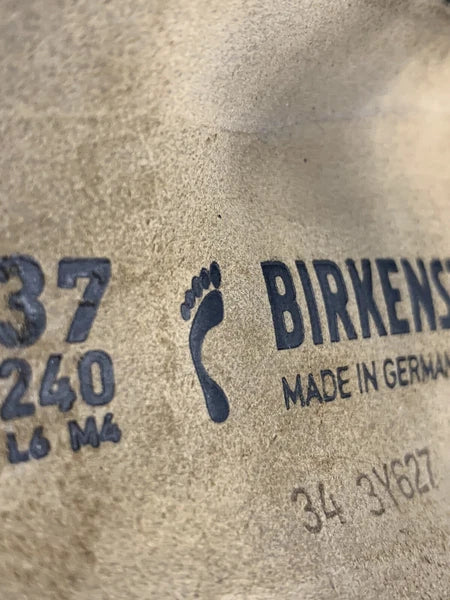 37
240
L6 M4
BIRKENS
MADE IN GERMAN
34 3Y627